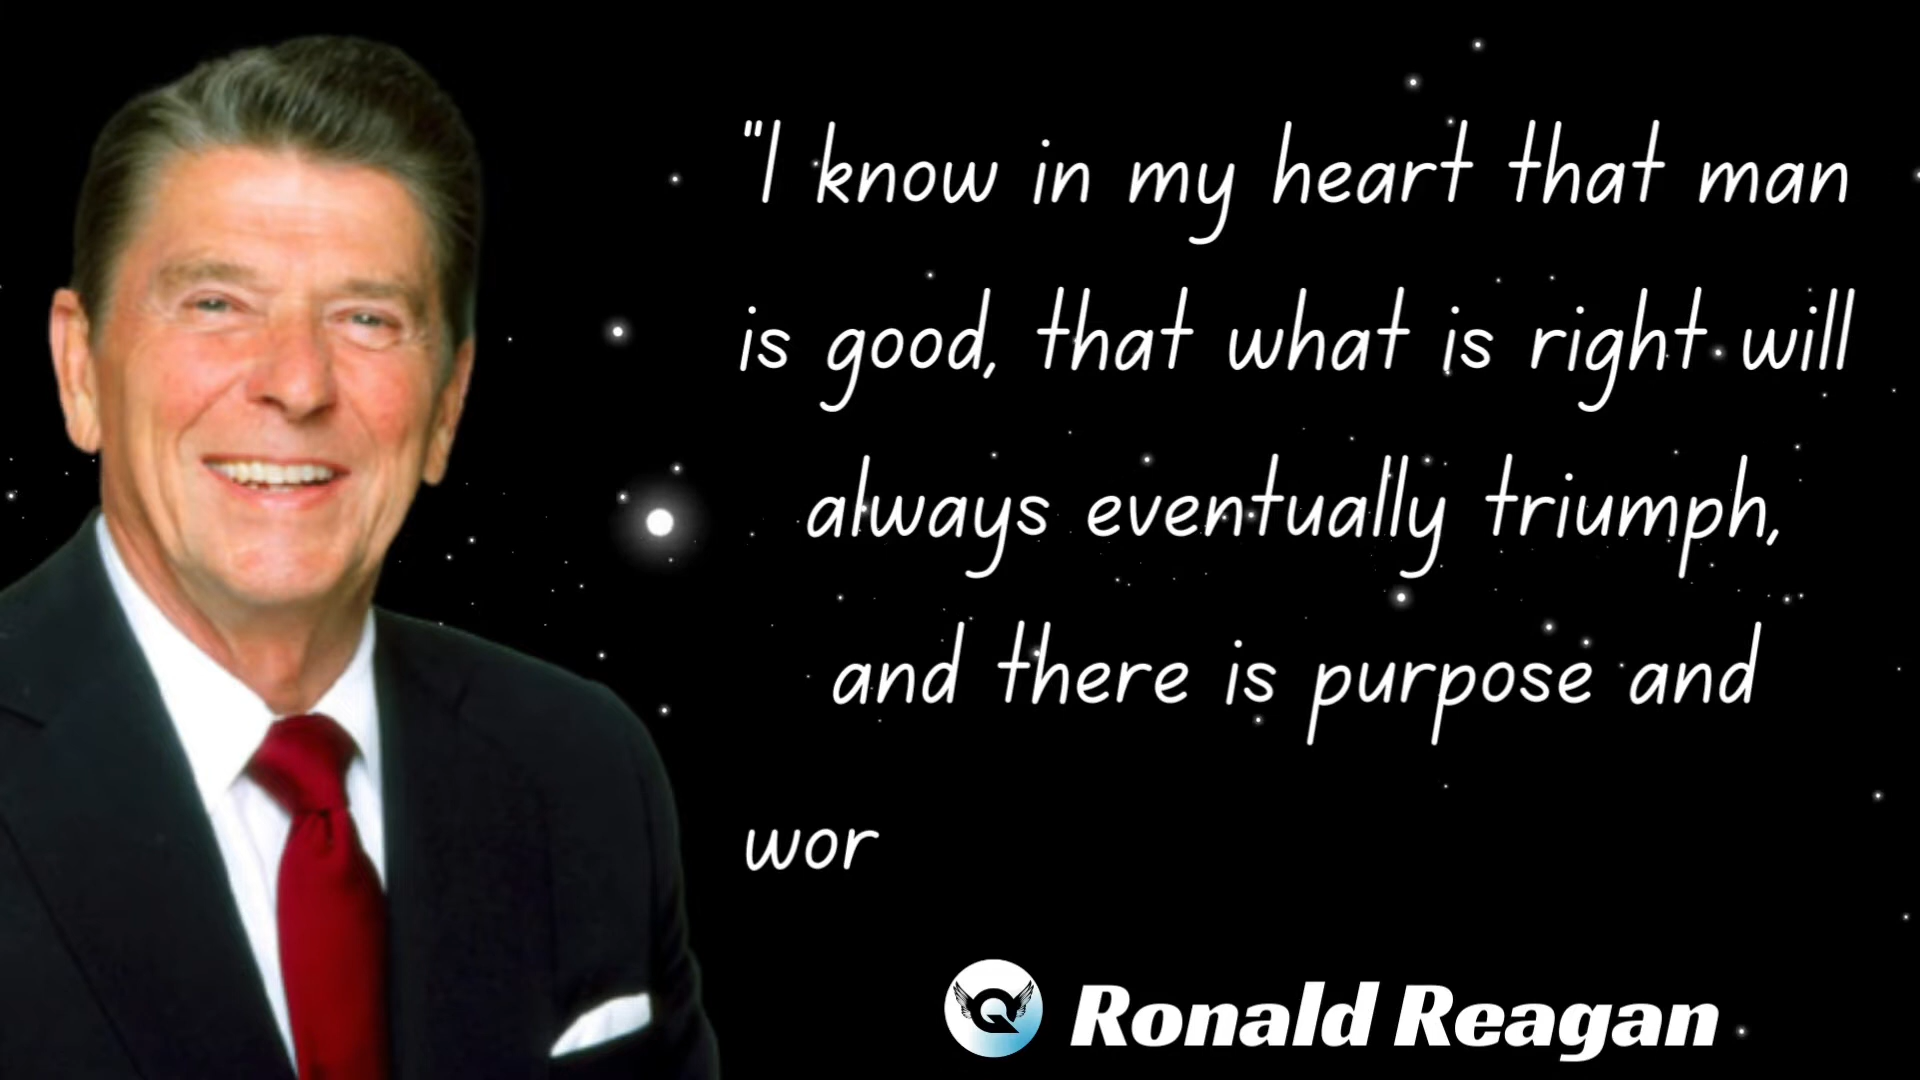 "I know in my heart that man
is good, that what is right will
always eventually triumph,
and there is purpose and
wor
Q Ronald Reagan